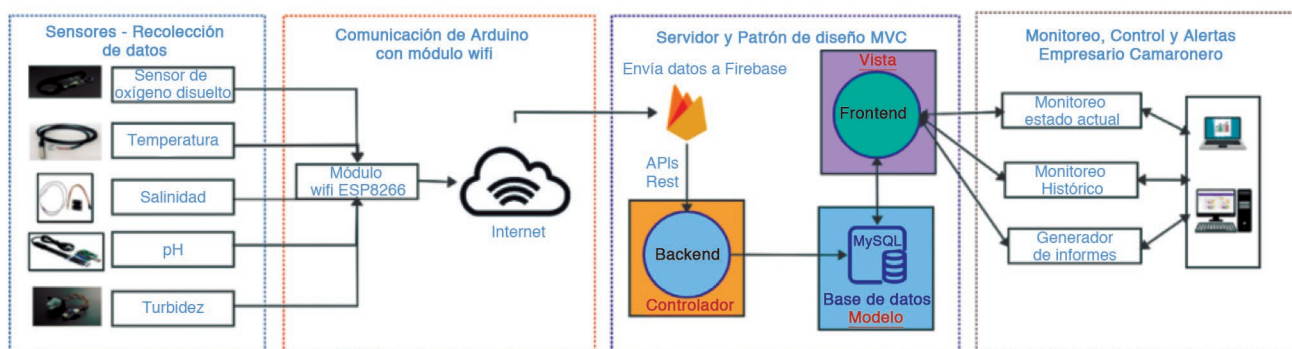 Sensores - Recolección
de datos
Sensor de
oxígeno disuelto
Temperatura
Salinidad
pH
Turbidez
Comunicación de Arduino
con módulo wifi
Módulo
wifi ESP8266
Internet
Servidor y Patrón de diseño MVC
Envía datos a Firebase
APIs
Rest
Backend
Controlador
Vista
Frontend
MySQL
Base de datos
Modelo
Monitoreo, Control y Alertas
Empresario Camaronero
Monitoreo
estado actual
Monitoreo
Histórico
Generador
de informes